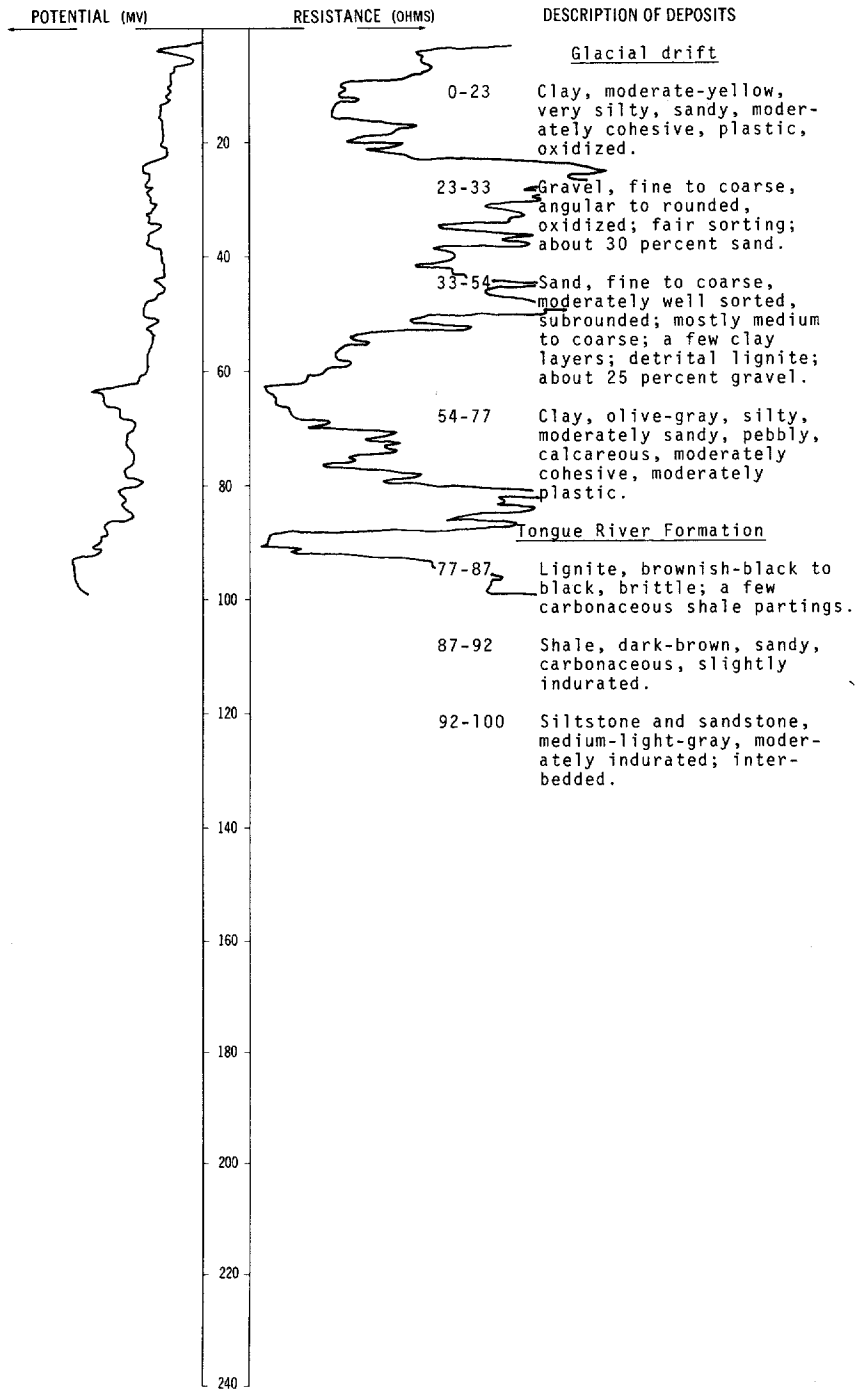 POTENTIAL (MV) RESISTANCE (OHMS) DESCRIPTION OF DEPOSITS
Glacial drift
0-23 Clay, moderate-yellow,
very silty, sandy, moder-
ately cohesive, plastic,
oxidized.
20
23-33 Gravel, fine to coarse,
angular to rounded,
oxidized; fair sorting;
about 30 percent sand.
40
33-54 Sand, fine to coarse,
moderately well sorted,
subrounded; mostly medium
to coarse; a few clay
layers; detrital lignite;
about 25 percent gravel.
60
54-77 Clay, olive-gray, silty,
moderately sandy, pebbly,
calcareous, moderately
cohesive, moderately
plastic.
80
Tongue River Formation
77-87 Lignite, brownish-black to
black, brittle; a few
carbonaceous shale partings.
100
87-92 Shale, dark-brown, sandy,
carbonaceous, slightly
indurated.
120
92-100 Siltstone and sandstone,
medium-light-gray, moder-
ately indurated; inter-
bedded.
140
160
180
200
220
240